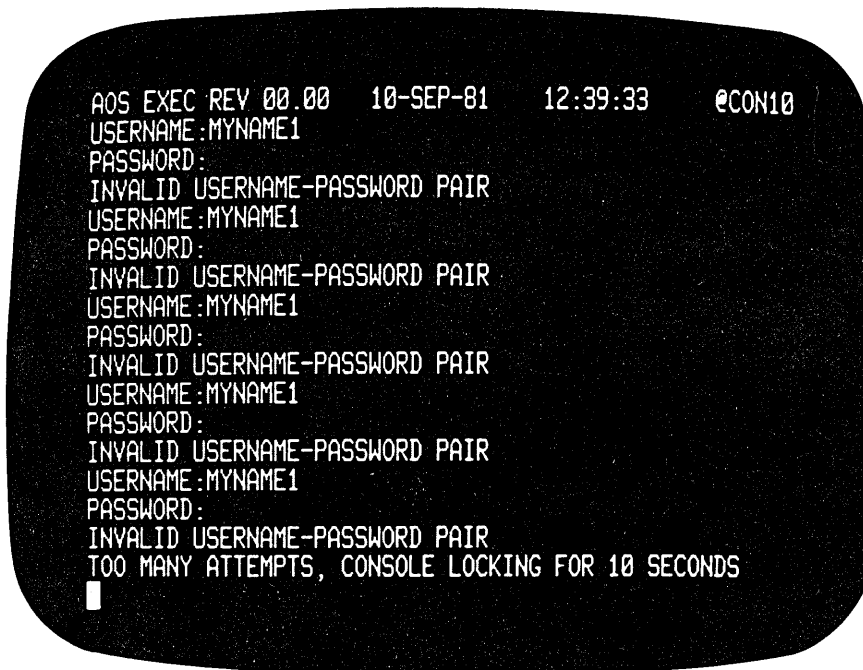 AOS EXEC REV 00.00 10-SEP-81 12:39:33 @CON10
USERNAME:MYNAME1
PASSWORD:
INVALID USERNAME-PASSWORD PAIR
USERNAME:MYNAME1
PASSWORD:
INVALID USERNAME-PASSWORD PAIR
USERNAME:MYNAME1
PASSWORD:
INVALID USERNAME-PASSWORD PAIR
USERNAME:MYNAME1
PASSWORD:
INVALID USERNAME-PASSWORD PAIR
USERNAME:MYNAME1
PASSWORD:
INVALID USERNAME-PASSWORD PAIR
TOO MANY ATTEMPTS, CONSOLE LOCKING FOR 10 SECONDS